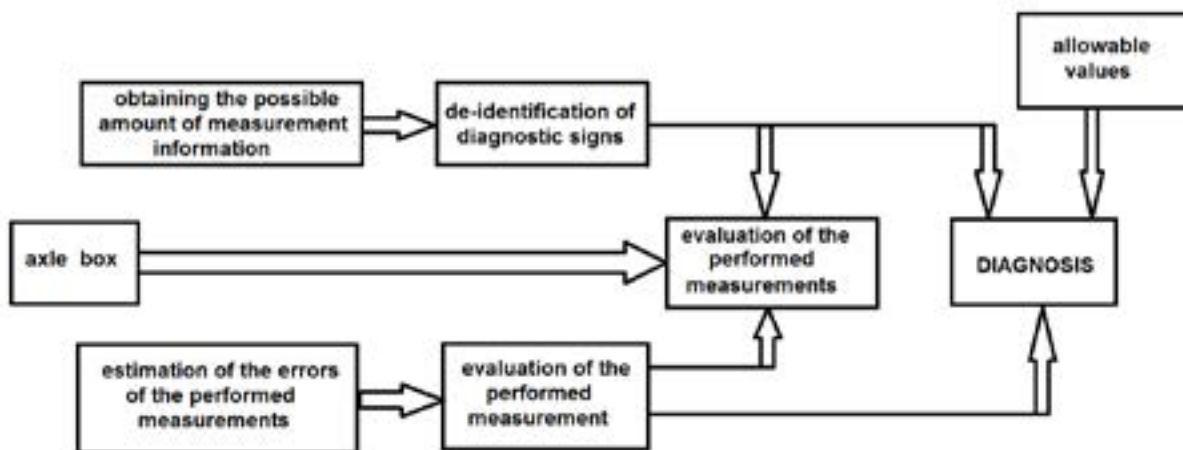 allowable
values
obtaining the possible
amount of measurement
information
de-identification of
diagnostic signs
axle box
evaluation of the
performed
measurements
DIAGNOSIS
estimation of the errors
of the performed
measurements
evaluation of the
performed
measurement